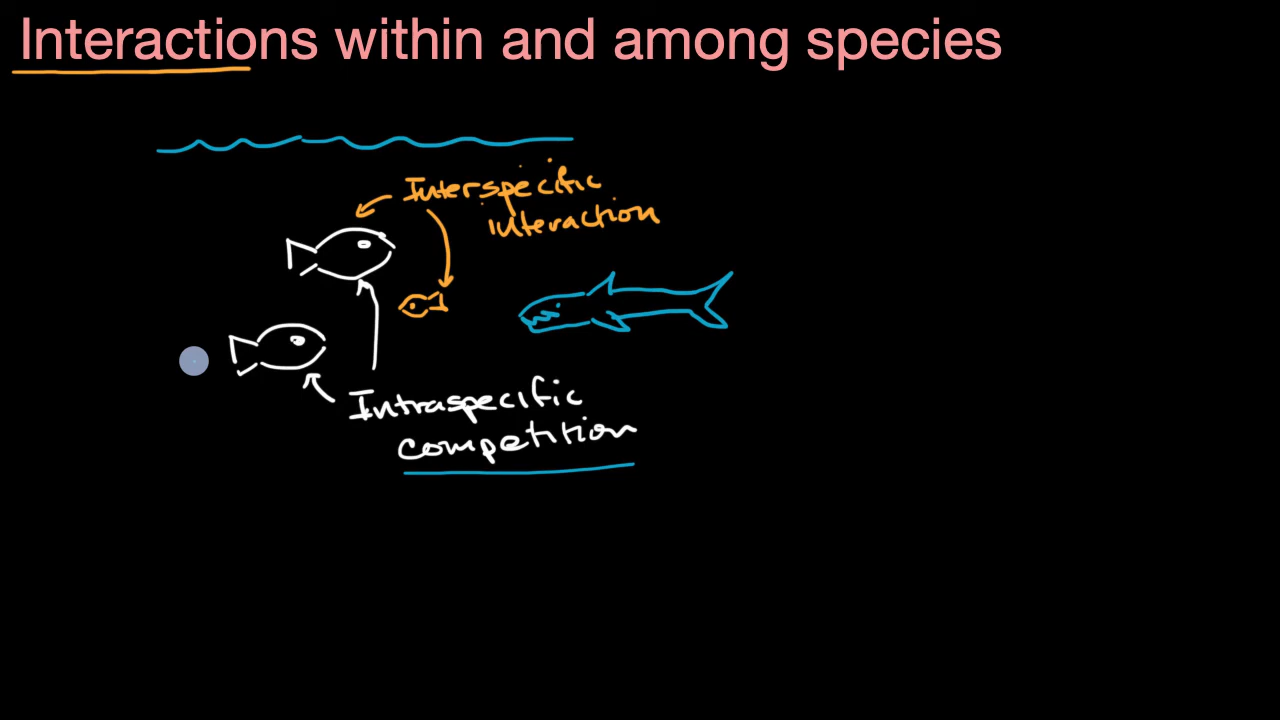 Interactions within and among species
Interspecific
interaction
Intraspecific
competition